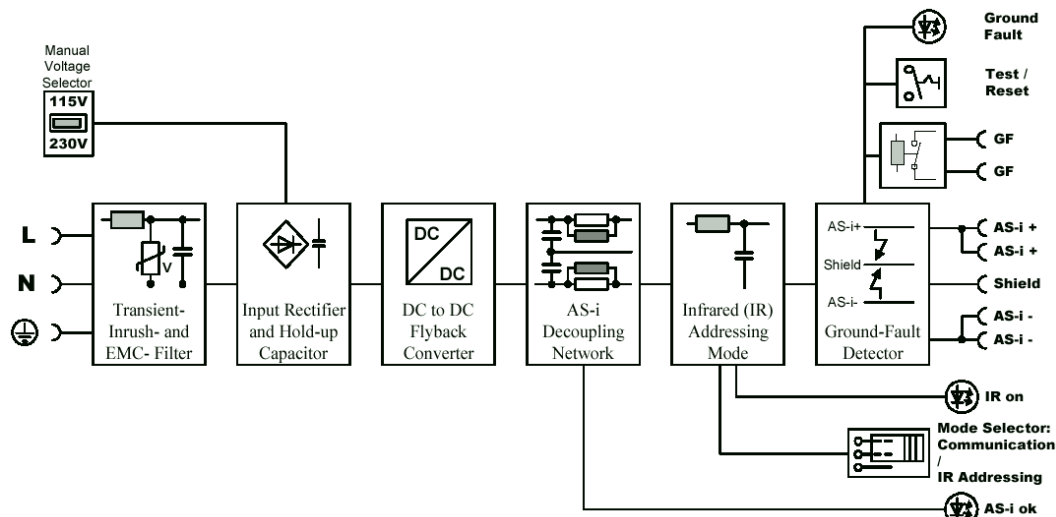 Ground
Fault
Manual
Voltage
Selector
115V
230V
Test /
Reset
GF
GF
L
N
V
Transient-
Inrush- and
EMC- Filter
Input Rectifier
and Hold-up
Capacitor
DC
DC
DC to DC
Flyback
Converter
AS-i
Decoupling
Network
Infrared (IR)
Addressing
Mode
AS-i+
Shield
AS-i-
Ground-Fault
Detector
AS-i +
AS-i +
Shield
AS-i -
AS-i -
IR on
Mode Selector:
Communication
/
IR Addressing
AS-i ok